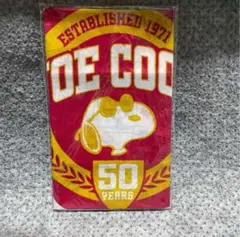 ESTABLISHED 1971
OE COO
50
YEARS